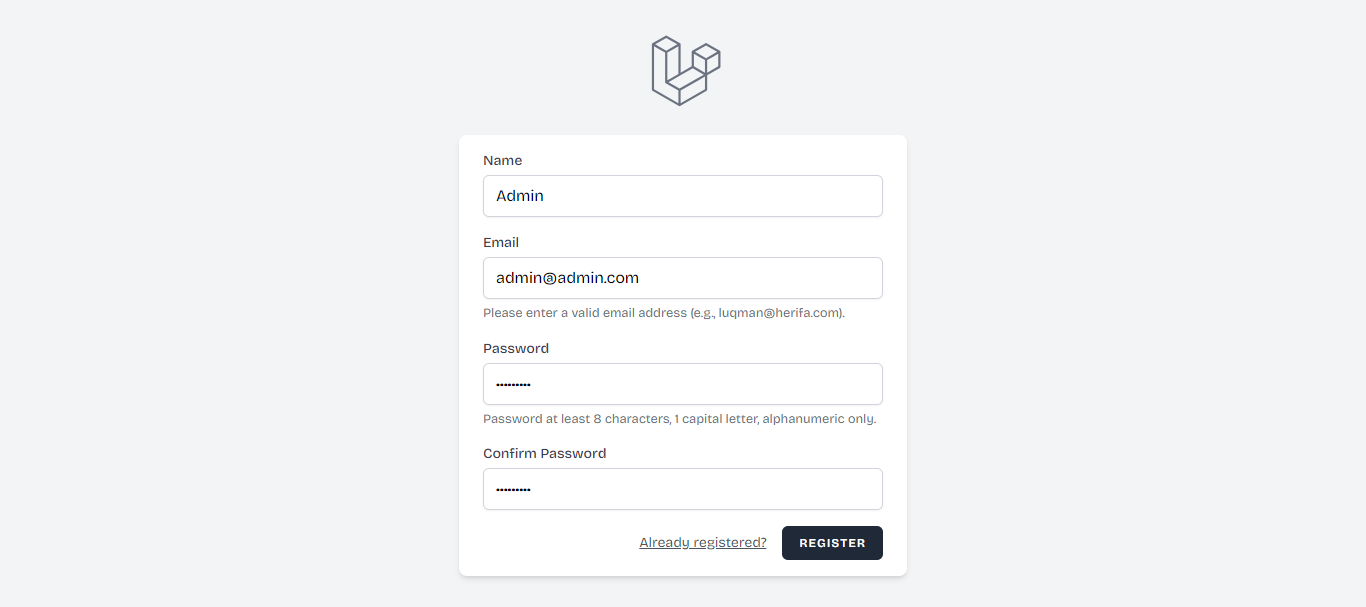 Name
Admin
Email
admin@admin.com
Please enter a valid email address (e.g., luqman@herifa.com).
Password
•••••••••
Password at least 8 characters, 1 capital letter, alphanumeric only.
Confirm Password
•••••••••
Already registered? REGISTER